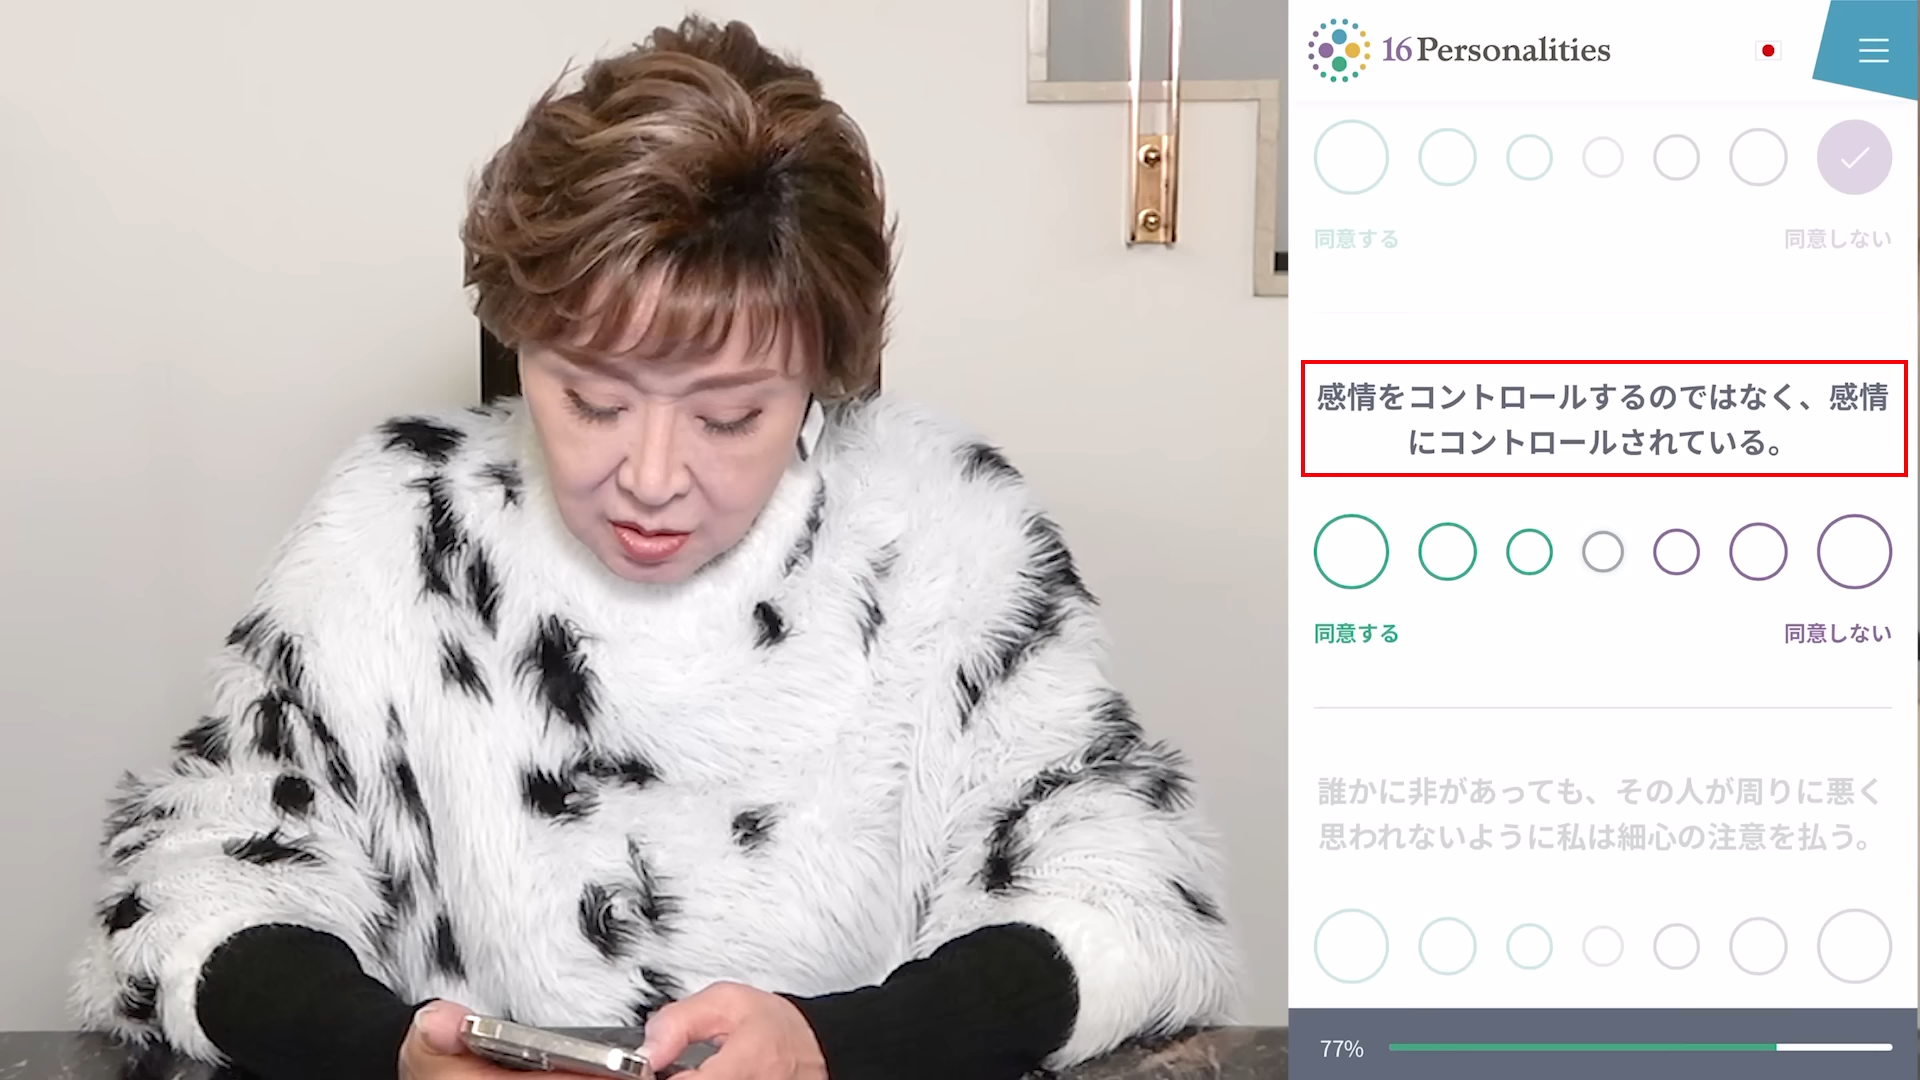 16Personalities
同意する
同意しない
感情をコントロールするのではなく、感情
にコントロールされている。
同意する
同意しない
誰かに非があっても、その人が周りに悪く
思われないように私は細心の注意を払う。
77%